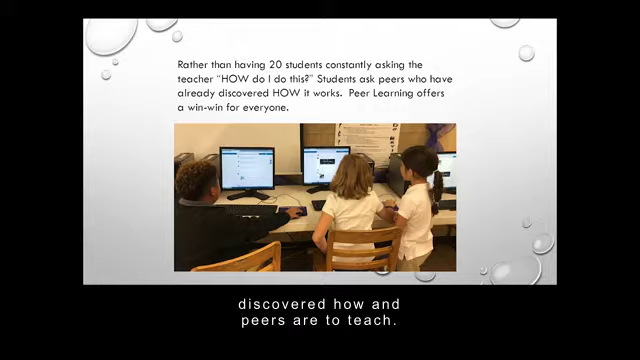 Rather than having 20 students constantly asking the
teacher “HOW do I do this?” Students ask peers who have
already discovered HOW it works.  Peer Learning offers
a win-win for everyone.
discovered how and
peers are to teach.